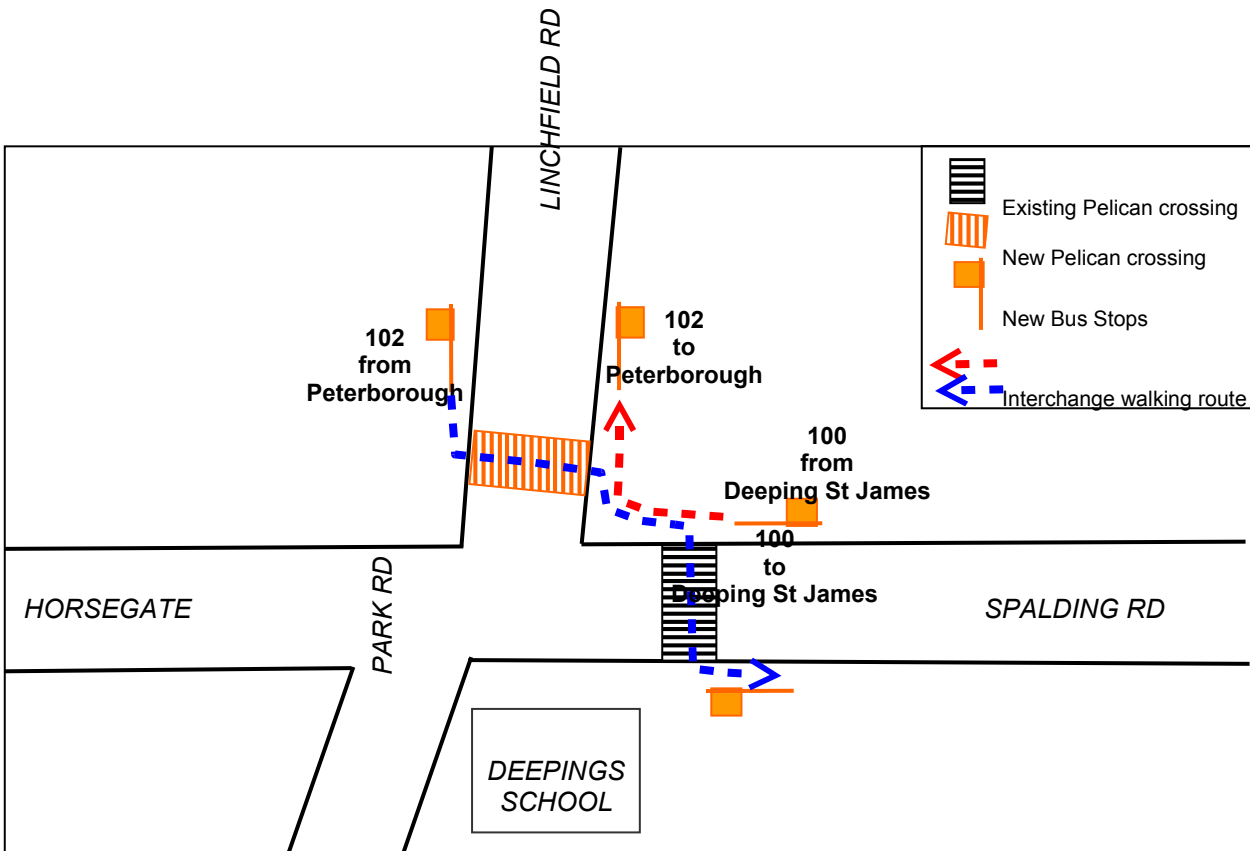 LINCHFIELD RD
Existing Pelican crossing
New Pelican crossing
New Bus Stops
Interchange walking route
102
from
Peterborough
102
to
Peterborough
100
from
Deeping St James
100
to
Deeping St James
HORSEGATE
PARK RD
SPALDING RD
DEEPINGS
SCHOOL